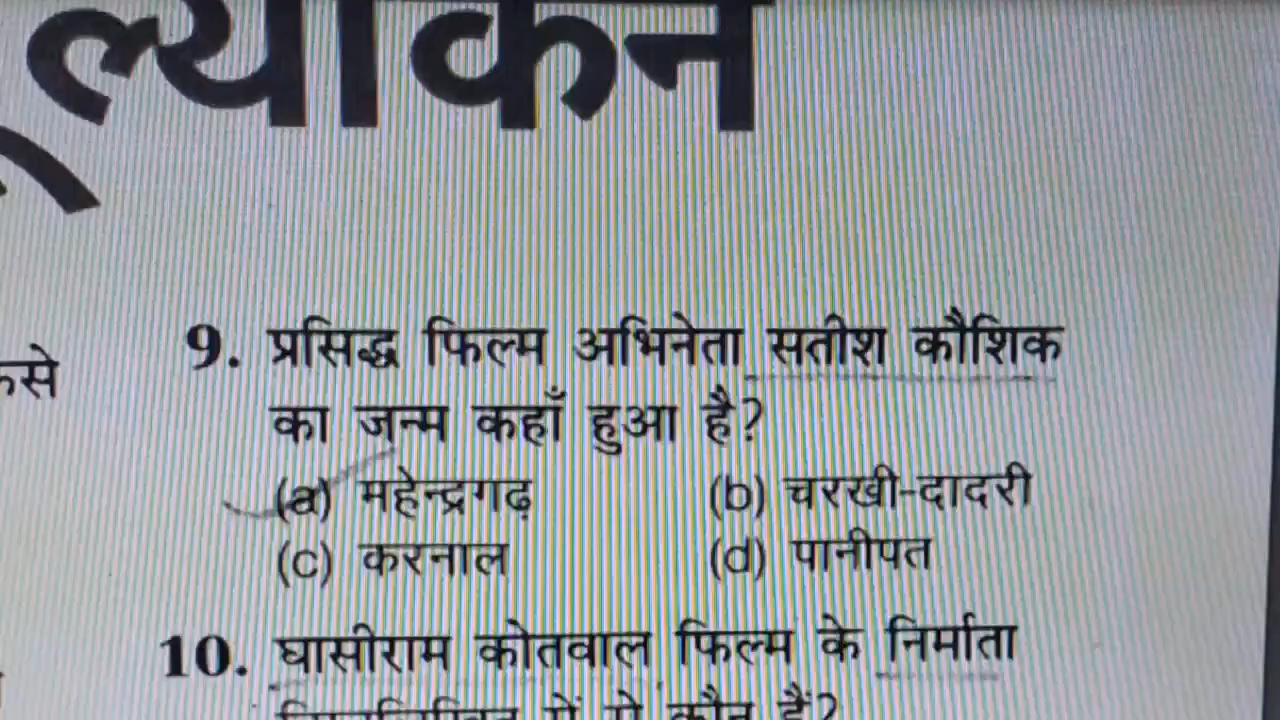 ूल्यांकन
कसे
9. प्रसिद्ध फिल्म अभिनेता सतीश कौशिक
का जन्म कहाँ हुआ है?
(a) महेन्द्रगढ़ (b) चरखी-दादरी
(c) करनाल (d) पानीपत
10. घासीराम कोतवाल फिल्म के निर्माता
में से कौन हैं?